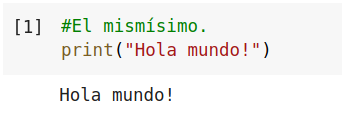 [1] #El mismísimo.
print("Hola mundo!")
Hola mundo!